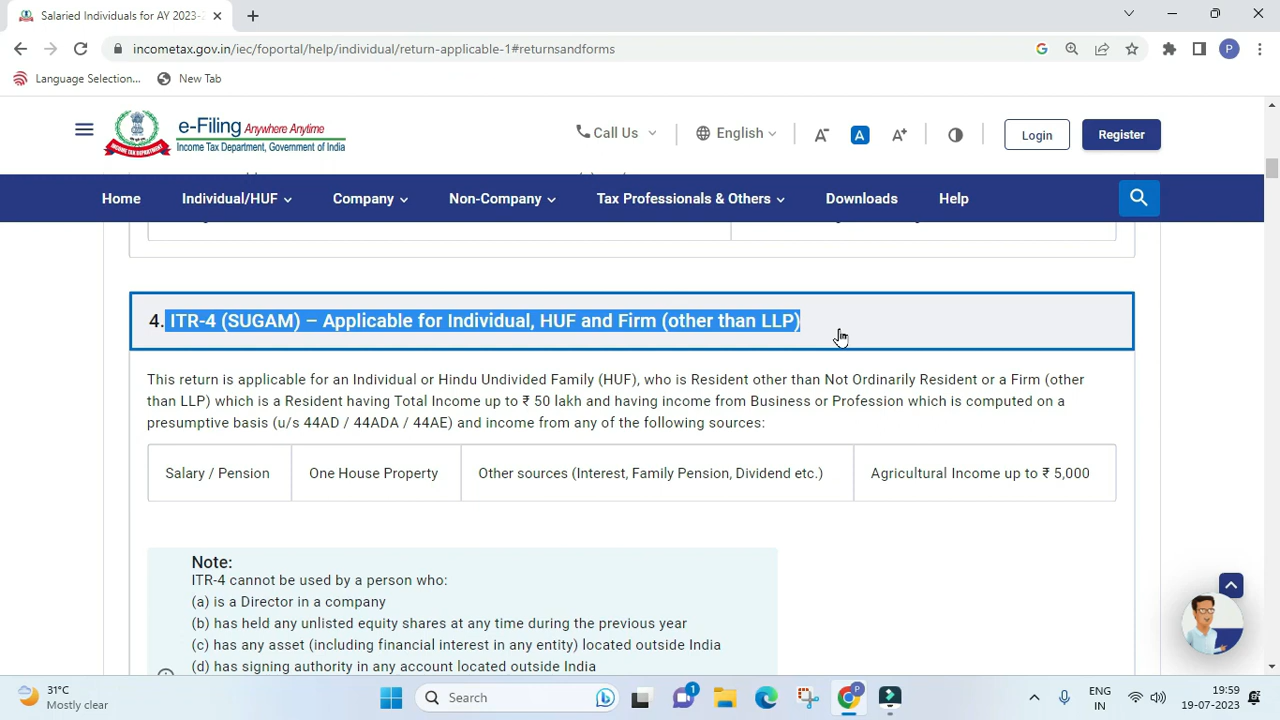 Salaried Individuals for AY 2023-
incometax.gov.in/iec/foportal/help/individual/return-applicable-1#returnsandforms
P
Language Selection...
New Tab
e-Filing Anywhere Anytime
Income Tax Department, Government of India
Call Us
English
A
A
A
Login
Register
Home
Individual/HUF
Company
Non-Company
Tax Professionals & Others
Downloads
Help
4. ITR-4 (SUGAM) – Applicable for Individual, HUF and Firm (other than LLP)
This return is applicable for an Individual or Hindu Undivided Family (HUF), who is Resident other than Not Ordinarily Resident or a Firm (other
than LLP) which is a Resident having Total Income up to ₹ 50 lakh and having income from Business or Profession which is computed on a
presumptive basis (u/s 44AD / 44ADA / 44AE) and income from any of the following sources:
Salary / Pension
One House Property
Other sources (Interest, Family Pension, Dividend etc.)
Agricultural Income up to ₹ 5,000
Note:
ITR-4 cannot be used by a person who:
(a) is a Director in a company
(b) has held any unlisted equity shares at any time during the previous year
(c) has any asset (including financial interest in any entity) located outside India
(d) has signing authority in any account located outside India
31°C
Mostly clear
Search
1
P
ENG
IN
19:59
19-07-2023